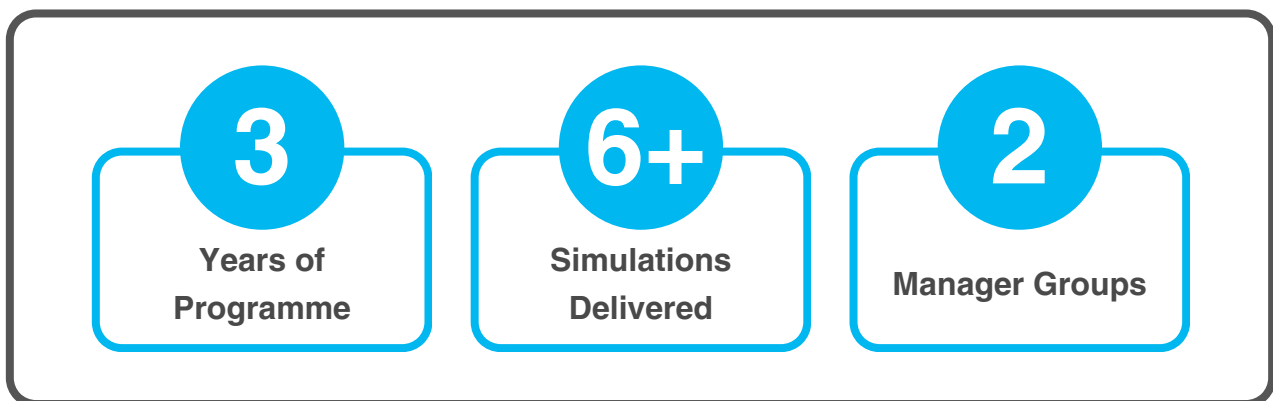 3
Years of
Programme
6+
Simulations
Delivered
2
Manager Groups